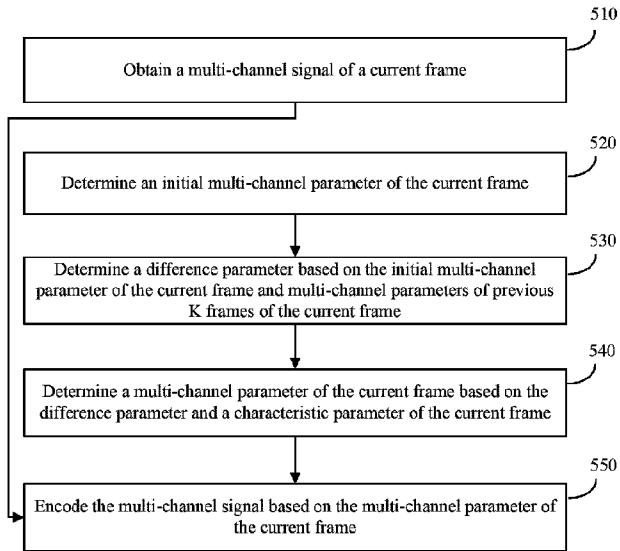 510
Obtain a multi-channel signal of a current frame
520
Determine an initial multi-channel parameter of the current frame
530
Determine a difference parameter based on the initial multi-channel
parameter of the current frame and multi-channel parameters of previous
K frames of the current frame
540
Determine a multi-channel parameter of the current frame based on the
difference parameter and a characteristic parameter of the current frame
550
Encode the multi-channel signal based on the multi-channel parameter of
the current frame